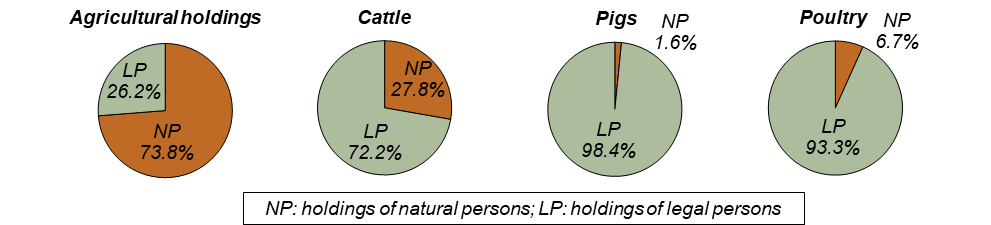 Agricultural holdings
LP
26.2%
NP
73.8%
Cattle
NP
27.8%
LP
72.2%
Pigs
NP
1.6%
LP
98.4%
Poultry
NP
6.7%
LP
93.3%
NP: holdings of natural persons; LP: holdings of legal persons